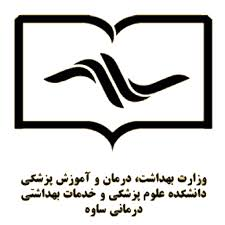 وزارت بهداشت، درمان و آموزش پزشکی
دانشکده علوم پزشکی و خدمات بهداشتی
درمانی ساوه